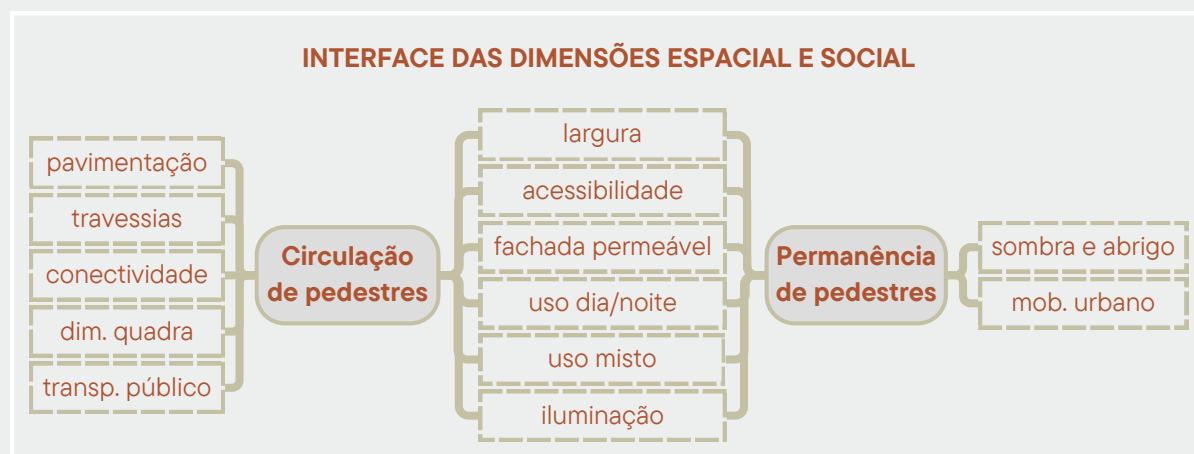 INTERFACE DAS DIMENSÕES ESPACIAL E SOCIAL
pavimentação
travessias
conectividade
dim. quadra
transp. público
Circulação
de pedestres
largura
acessibilidade
fachada permeável
uso dia/noite
uso misto
iluminação
Permanência
de pedestres
sombra e abrigo
mob. urbano